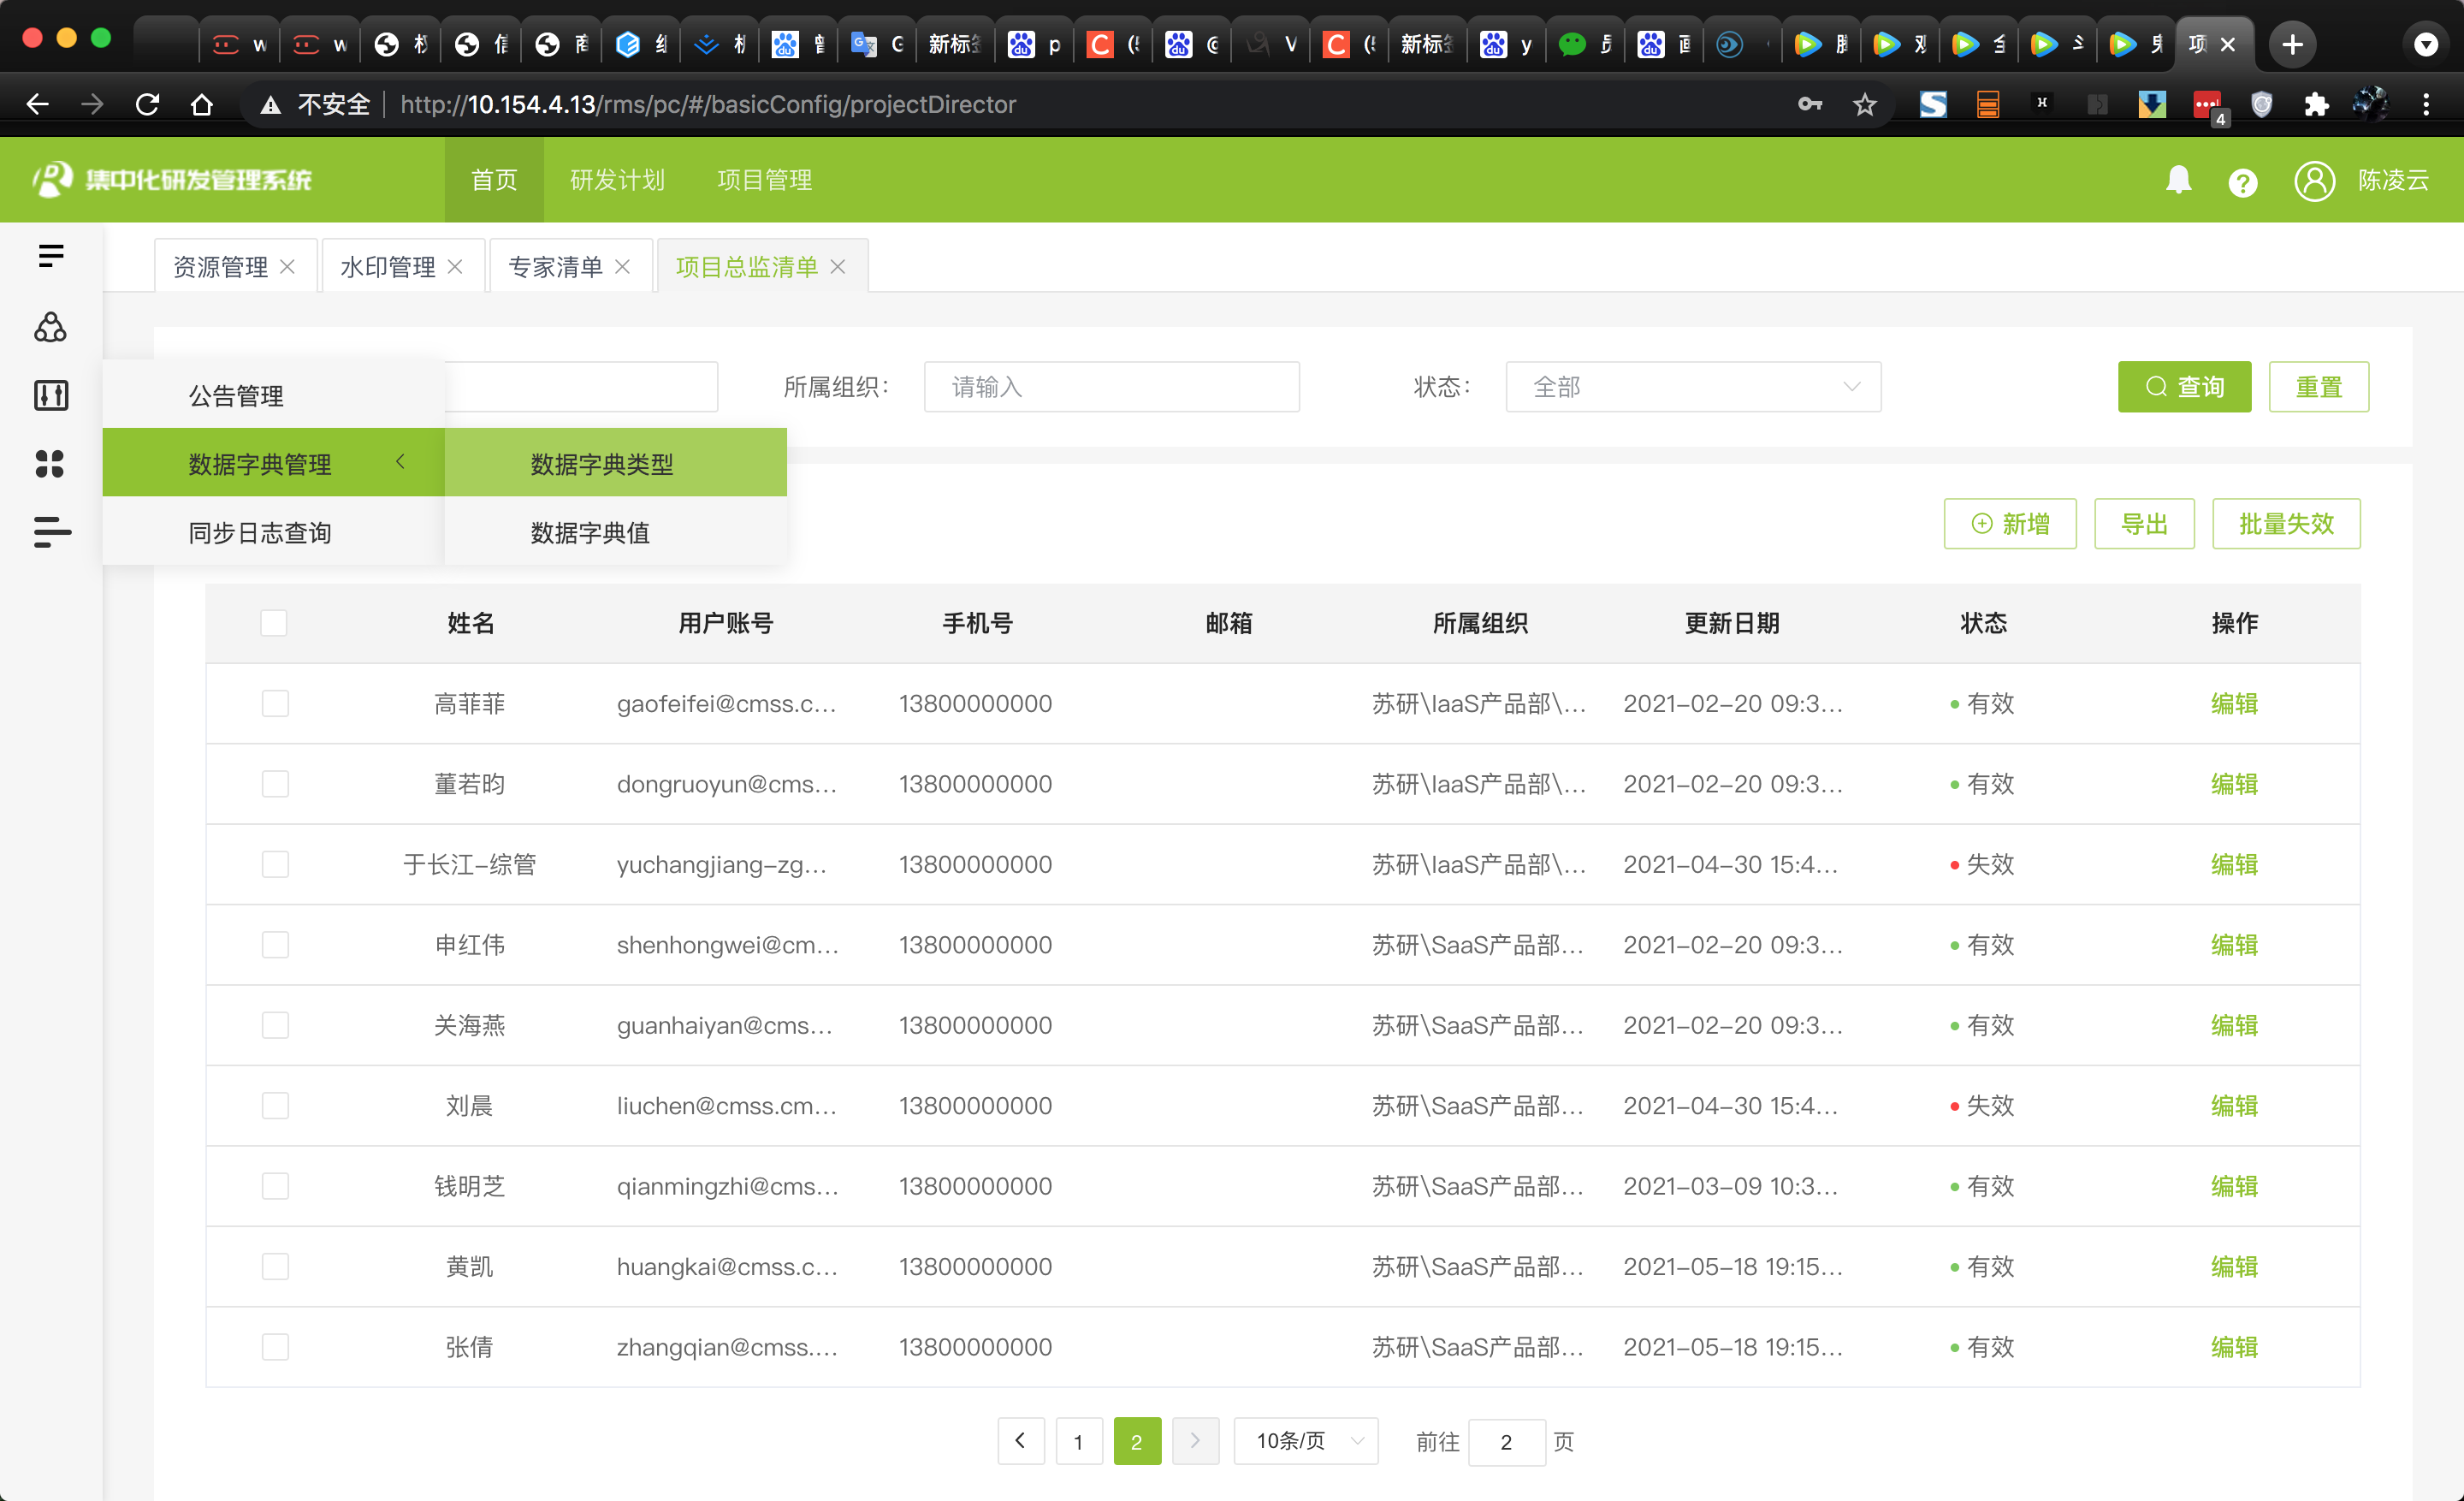 新标签
新标签
不安全 http://10.154.4.13/rms/pc/#/basicConfig/projectDirector 4
集中化研发管理系统 首页 研发计划 项目管理 陈凌云
资源管理 水印管理 专家清单 项目总监清单
所属组织： 请输入 状态： 全部 查询 重置
公告管理
数据字典管理 数据字典类型
同步日志查询 数据字典值
新增 导出 批量失效
姓名 用户账号 手机号 邮箱 所属组织 更新日期 状态 操作
高菲菲 gaofeifei@cmss.c... 13800000000 苏研\IaaS产品部\... 2021-02-20 09:3... 有效 编辑
董若昀 dongruoyun@cms... 13800000000 苏研\IaaS产品部\... 2021-02-20 09:3... 有效 编辑
于长江-综管 yuchangjiang-zg... 13800000000 苏研\IaaS产品部\... 2021-04-30 15:4... 失效 编辑
申红伟 shenhongwei@cm... 13800000000 苏研\SaaS产品部... 2021-02-20 09:3... 有效 编辑
关海燕 guanhaiyan@cms... 13800000000 苏研\SaaS产品部... 2021-02-20 09:3... 有效 编辑
刘晨 liuchen@cmss.cm... 13800000000 苏研\SaaS产品部... 2021-04-30 15:4... 失效 编辑
钱明芝 qianmingzhi@cms... 13800000000 苏研\SaaS产品部... 2021-03-09 10:3... 有效 编辑
黄凯 huangkai@cmss.c... 13800000000 苏研\SaaS产品部... 2021-05-18 19:15... 有效 编辑
张倩 zhangqian@cmss.... 13800000000 苏研\SaaS产品部... 2021-05-18 19:15... 有效 编辑
1 2 10条/页 前往 2 页